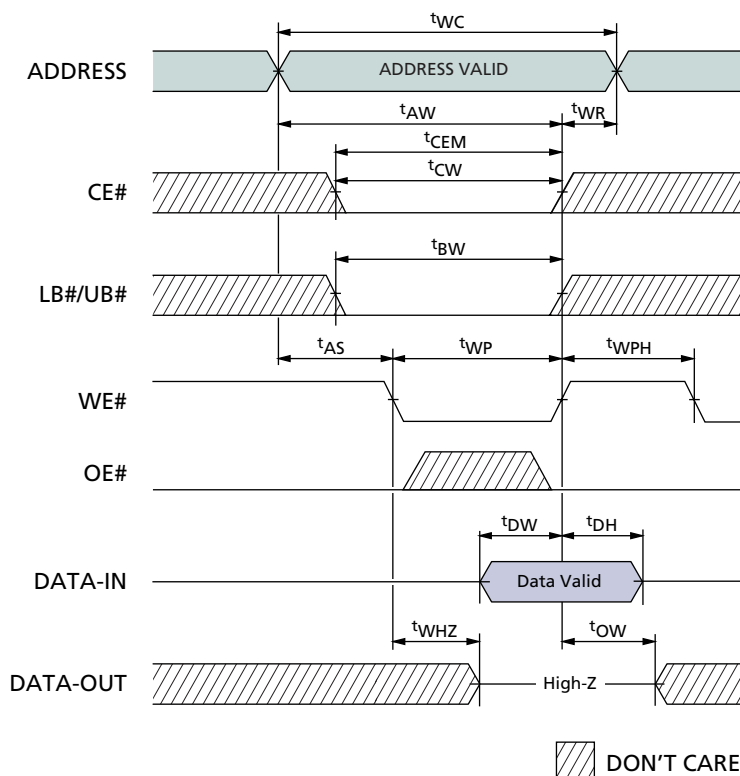 tWC
ADDRESS
ADDRESS VALID
tAW
tWR
tCEM
tCW
CE#
tBW
LB#/UB#
tAS
tWP
tWPH
WE#
OE#
tDW
tDH
DATA-IN
Data Valid
tWHZ
tOW
DATA-OUT
High-Z
DON'T CARE